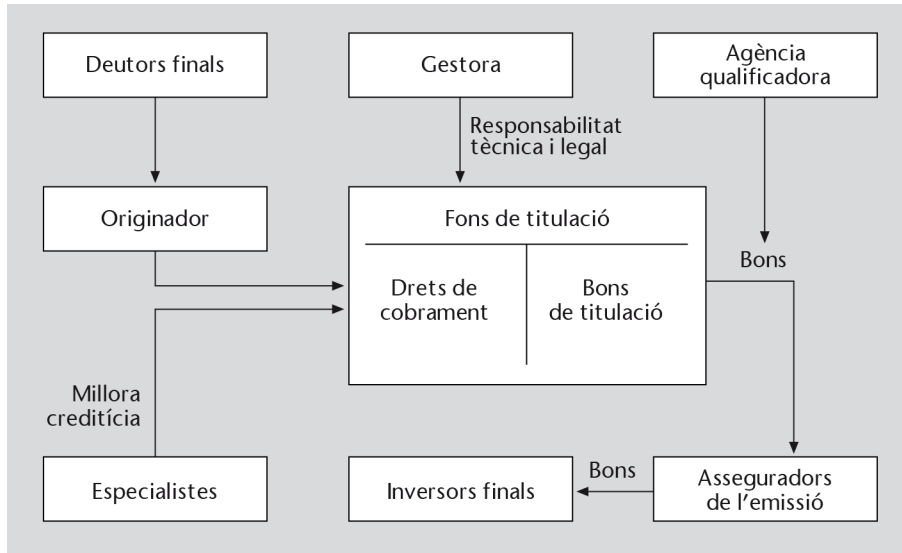 Deutors finals
Gestora
Agència
qualificadora
Responsabilitat
tècnica i legal
Originador
Fons de titulació
Bons
Drets de
cobrament
Bons
de titulació
Millora
creditícia
Especialistes
Inversors finals
Bons
Asseguradors
de l'emissió